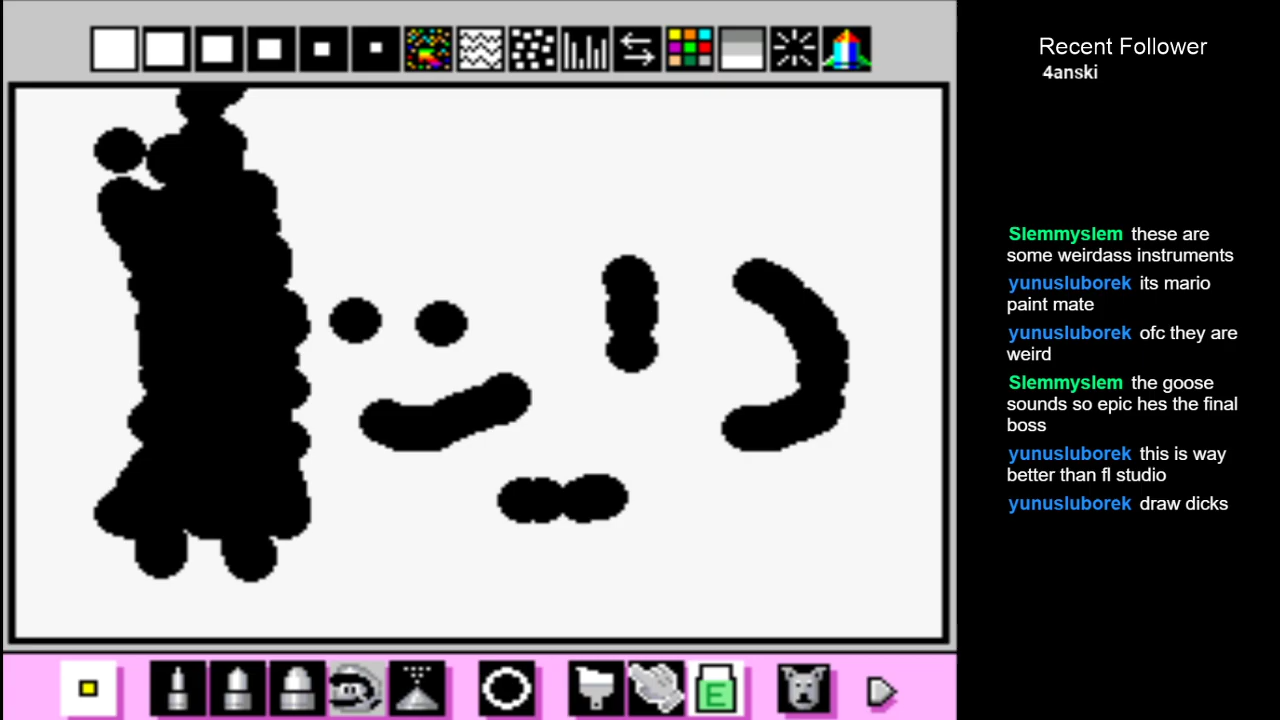 Recent Follower
4anski
Slemmyslem these are
some weirdass instruments
yunusluborek its mario
paint mate
yunusluborek ofc they are
weird
Slemmyslem the goose
sounds so epic hes the final
boss
yunusluborek this is way
better than fl studio
yunusluborek draw dicks
E